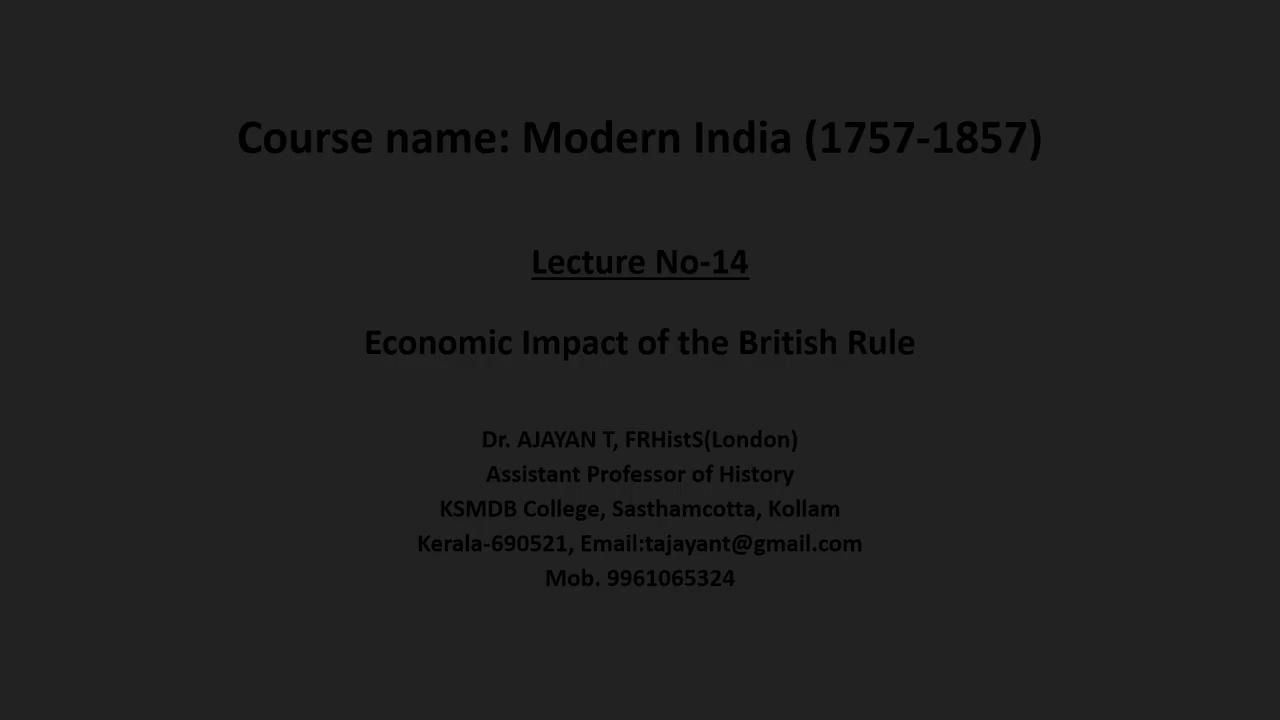 Course name: Modern India (1757-1857)
Lecture No-14
Economic Impact of the British Rule
Dr. AJAYAN T, FRHistS(London)
Assistant Professor of History
KSMDB College, Sasthamcotta, Kollam
Kerala-690521, Email:tajayant@gmail.com
Mob. 9961065324